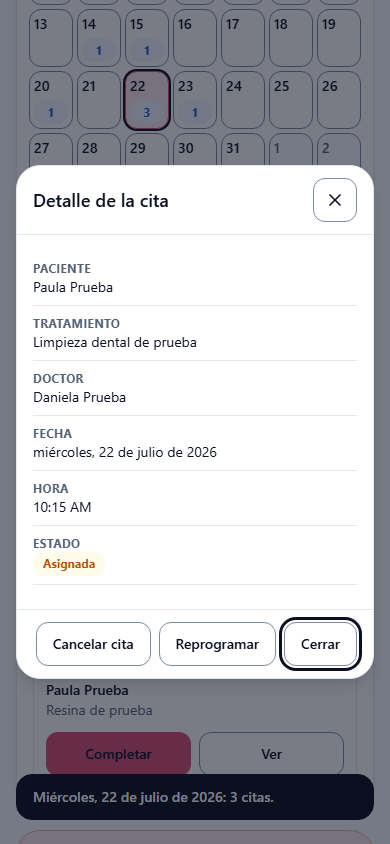 13 14 15 16 17 18 19
1 1
20 21 22 23 24 25 26
1 3 1
27 28 29 30 31 1 2
Detalle de la cita
PACIENTE
Paula Prueba
TRATAMIENTO
Limpieza dental de prueba
DOCTOR
Daniela Prueba
FECHA
miércoles, 22 de julio de 2026
HORA
10:15 AM
ESTADO
Asignada
Cancelar cita Reprogramar Cerrar
Paula Prueba
Resina de prueba
Completar Ver
Miércoles, 22 de julio de 2026: 3 citas.